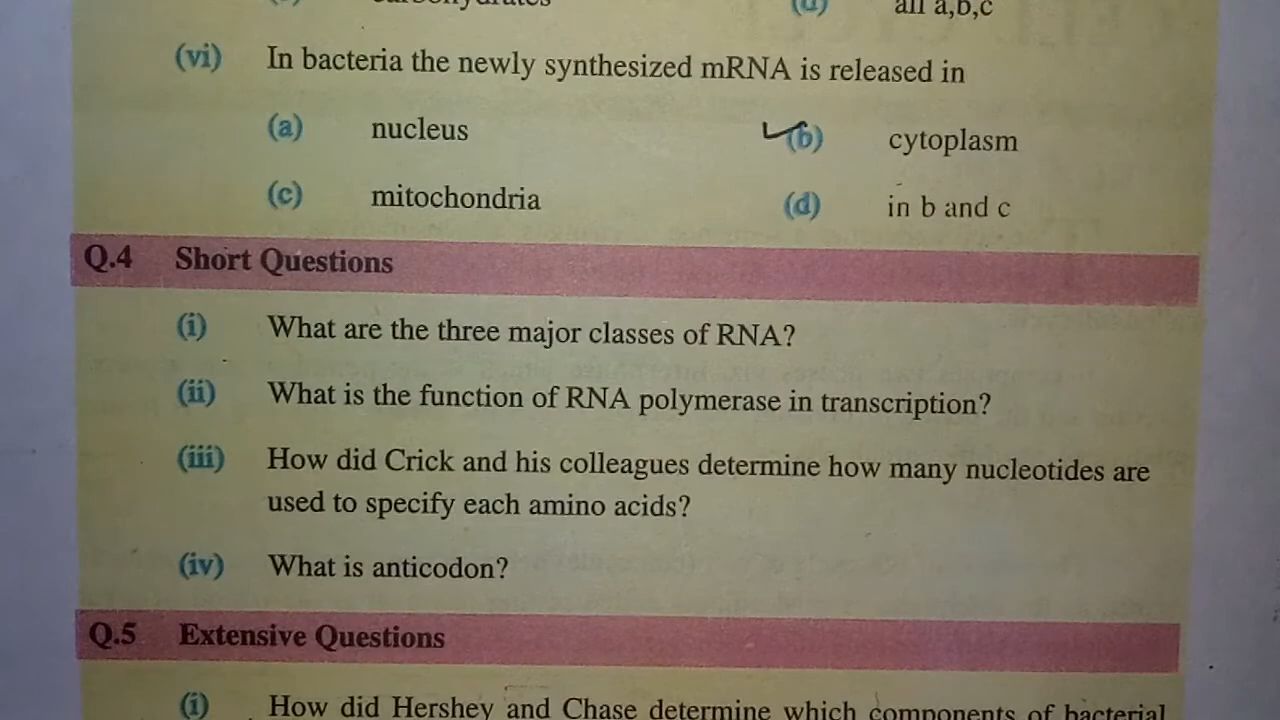 (d) all a,b,c
(vi) In bacteria the newly synthesized mRNA is released in
(a) nucleus (b) cytoplasm
(c) mitochondria (d) in b and c
Q.4 Short Questions
(i) What are the three major classes of RNA?
(ii) What is the function of RNA polymerase in transcription?
(iii) How did Crick and his colleagues determine how many nucleotides are
used to specify each amino acids?
(iv) What is anticodon?
Q.5 Extensive Questions
(i) How did Hershey and Chase determine which components of bacterial